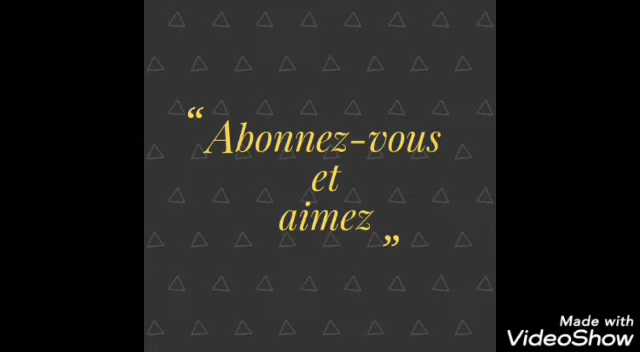 “ Abonnez-vous
et
aimez ”
Made with
VideoShow